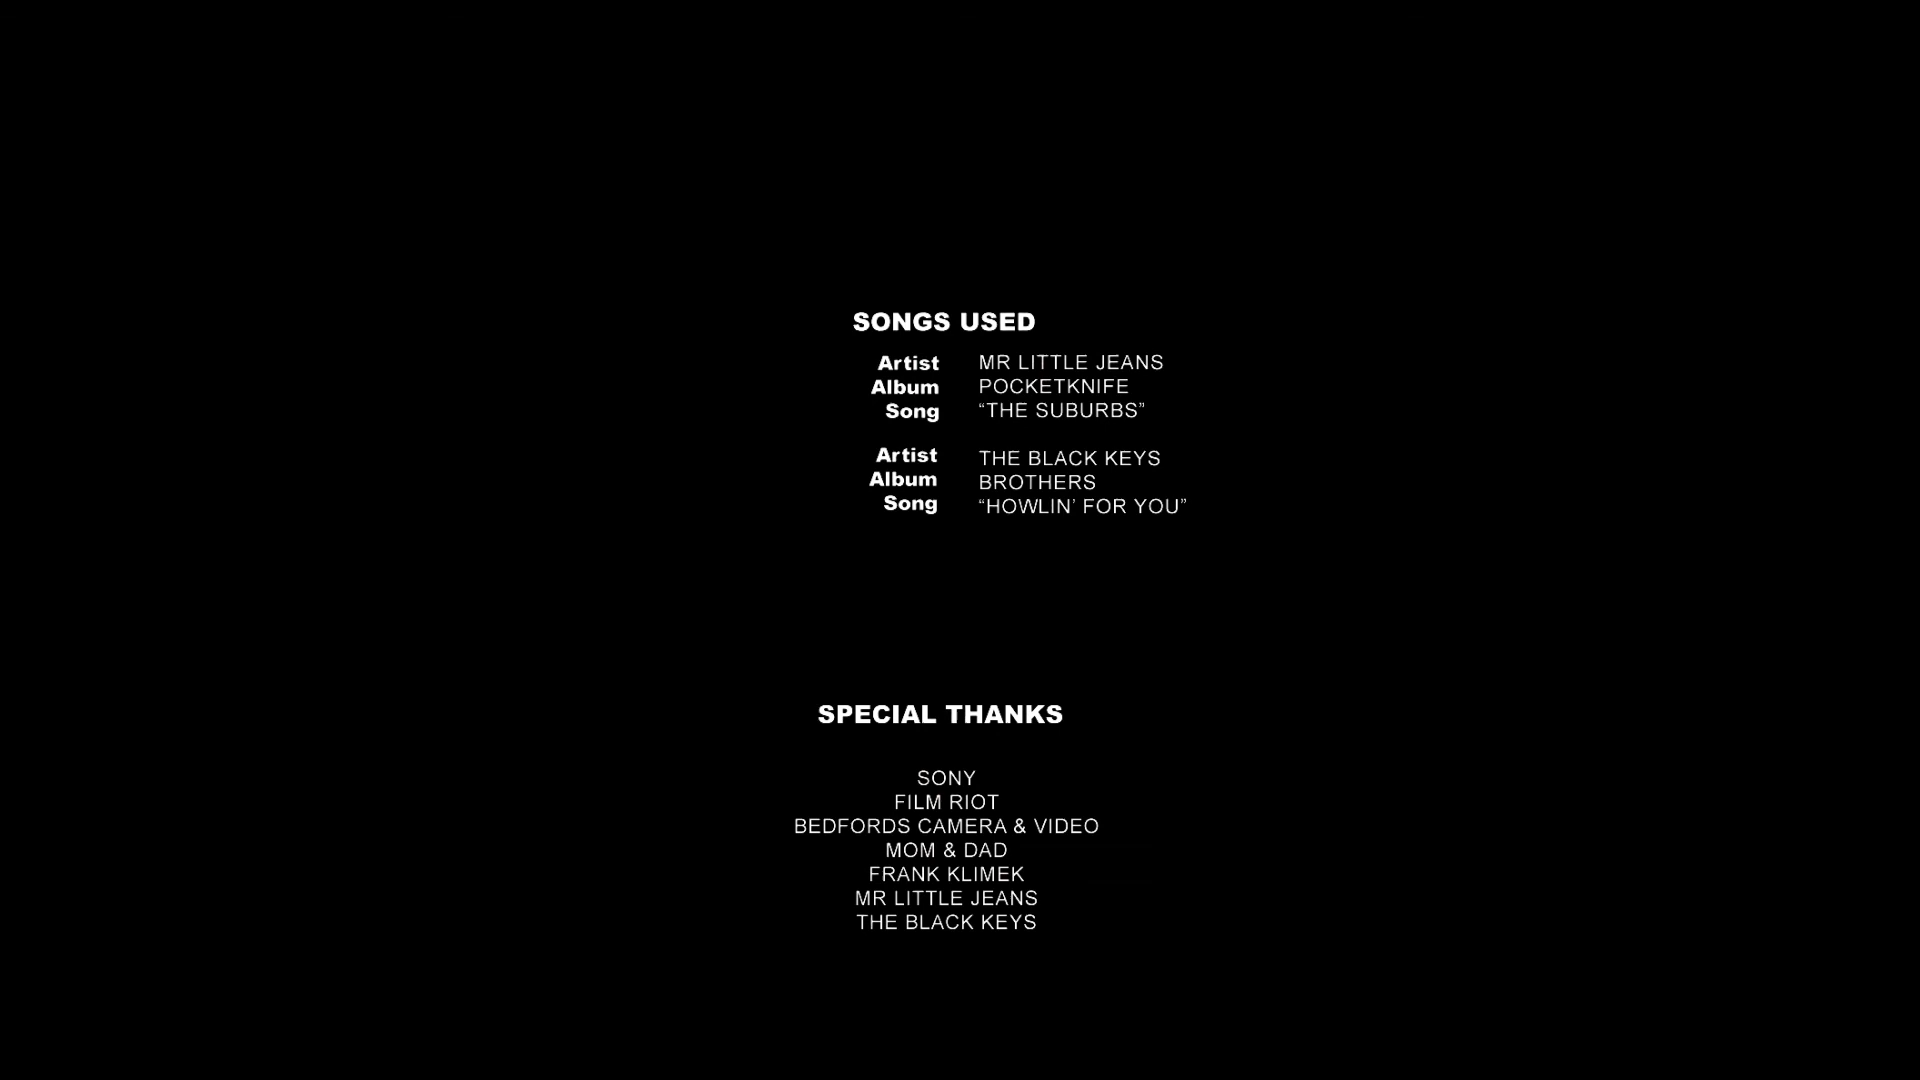 SONGS USED
Artist MR LITTLE JEANS
Album POCKETKNIFE
Song “THE SUBURBS”
Artist THE BLACK KEYS
Album BROTHERS
Song “HOWLIN’ FOR YOU”
SPECIAL THANKS
SONY
FILM RIOT
BEDFORDS CAMERA & VIDEO
MOM & DAD
FRANK KLIMEK
MR LITTLE JEANS
THE BLACK KEYS